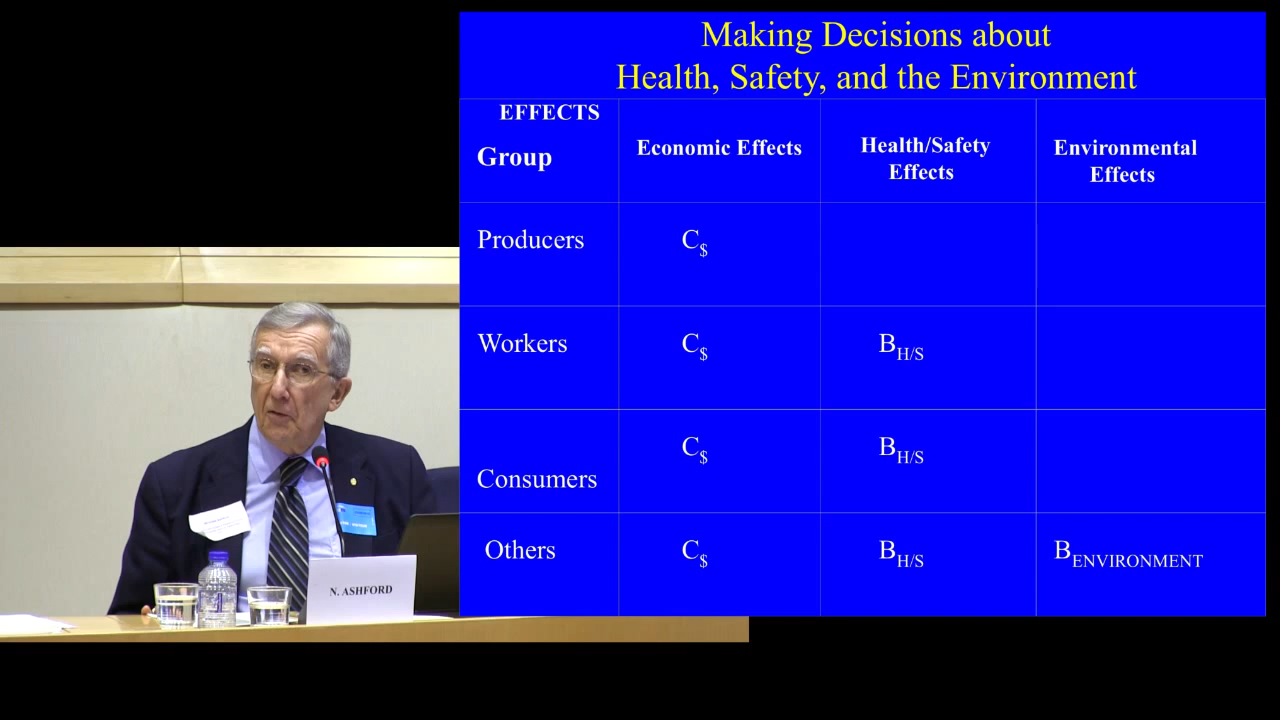 Making Decisions about
Health, Safety, and the Environment
EFFECTS
Group
Economic Effects
Health/Safety
Effects
Environmental
Effects
Producers
C$
Workers
C$
BH/S
Consumers
C$
BH/S
Others
C$
BH/S
BENVIRONMENT
N. ASHFORD